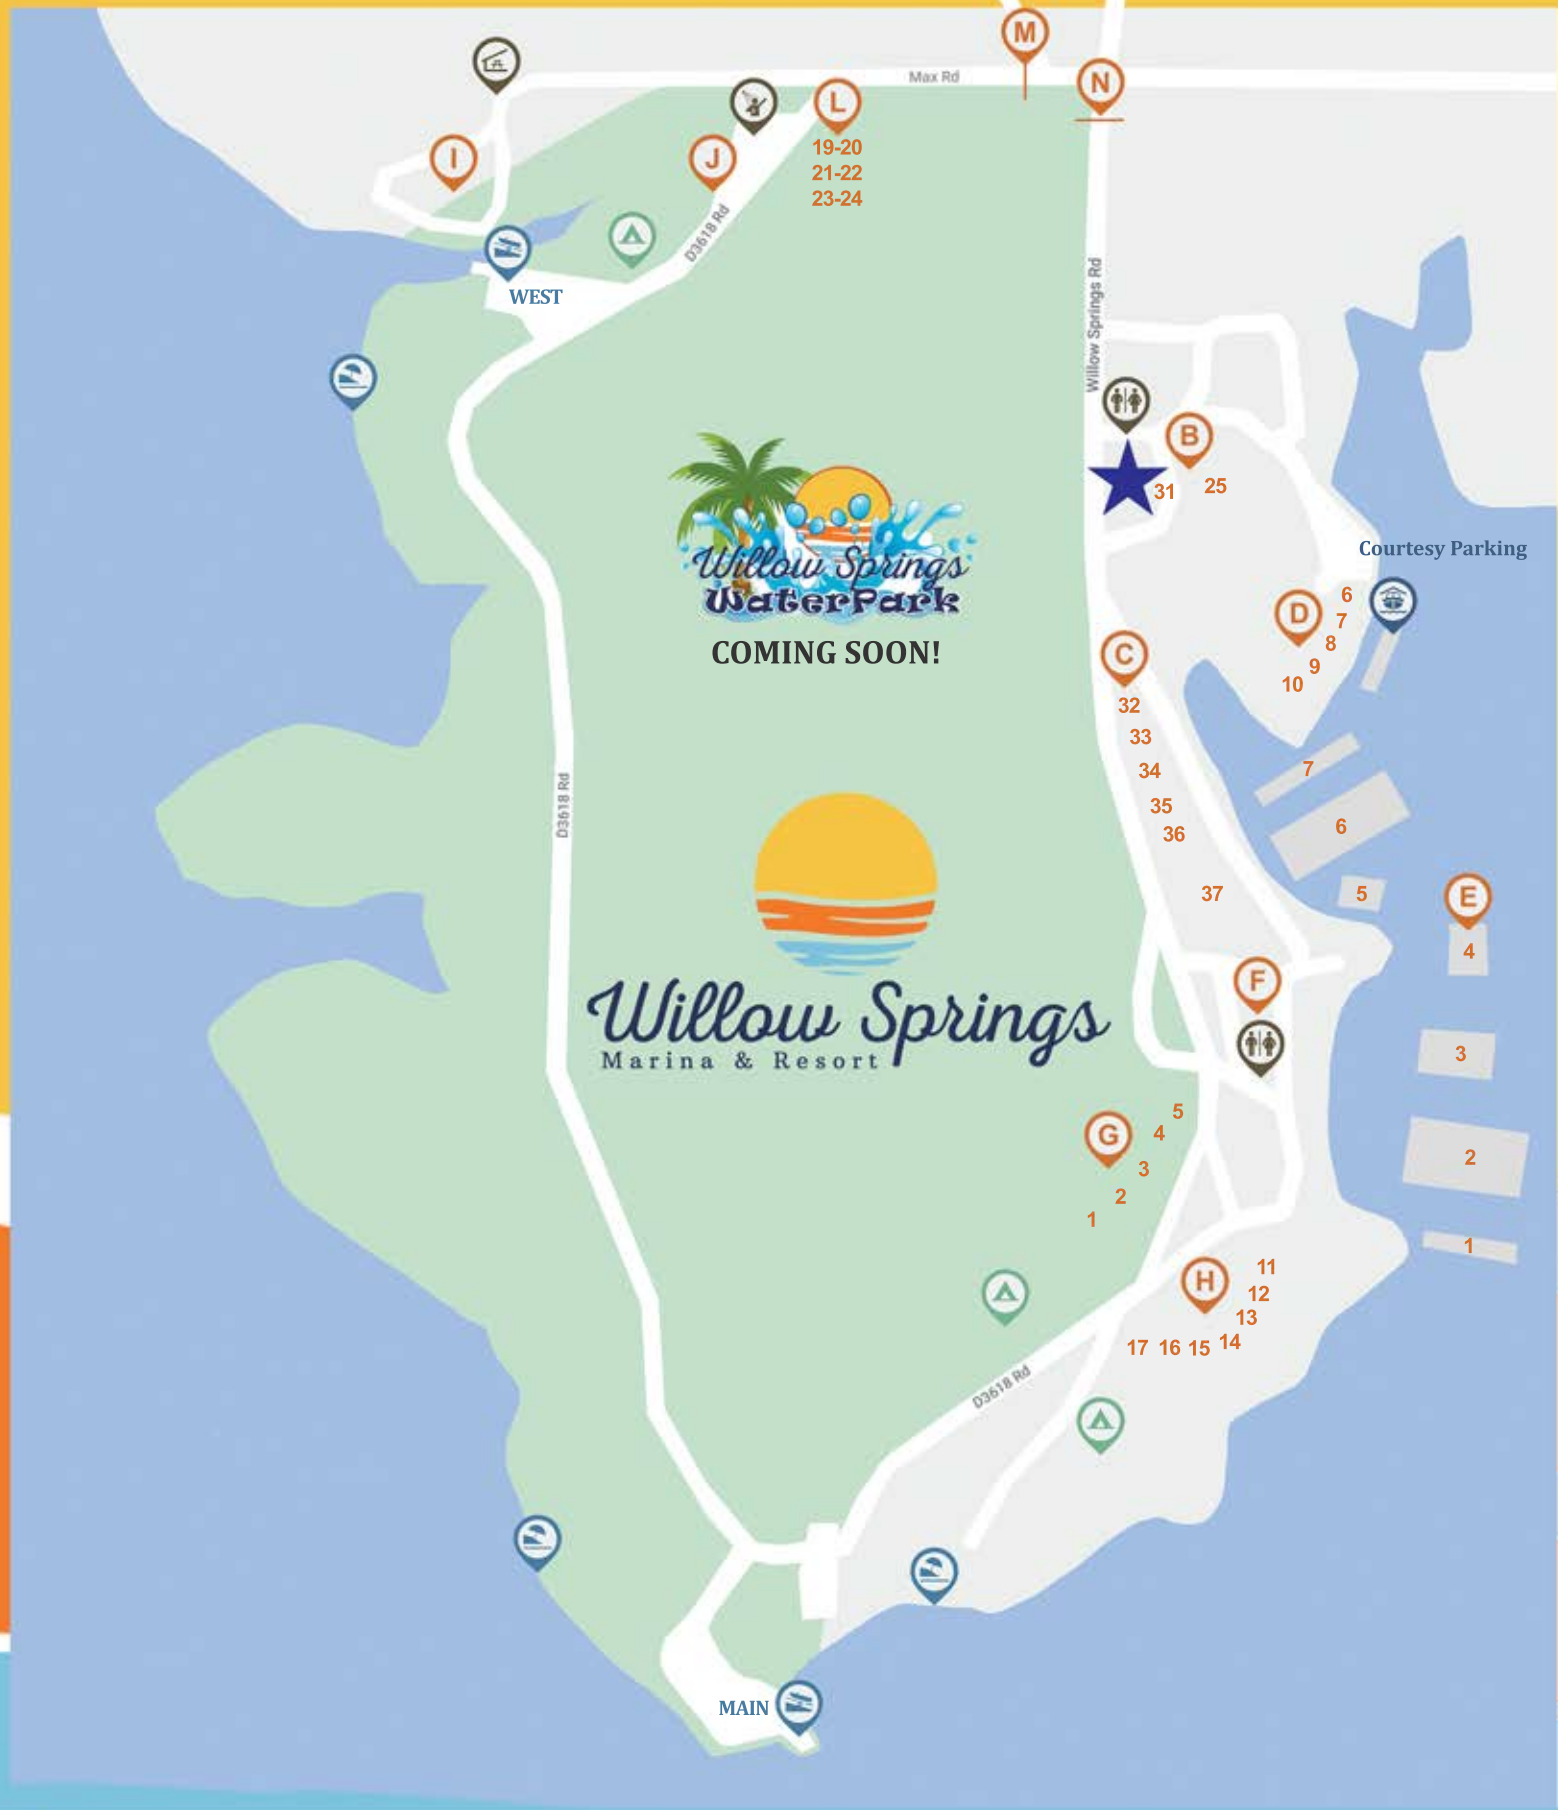 M
Max Rd
N
L
19-20
21-22
23-24
I
J
D3618 Rd
WEST
Willow Springs Rd
B
31
25
Willow Springs
WaterPark
COMING SOON!
Courtesy Parking
D
6
7
8
9
10
C
32
33
34
35
36
37
7
6
5
E
4
3
2
1
D3618 Rd
Willow Springs
Marina & Resort
F
G
5
4
3
2
1
H
11
12
13
14
15
16
17
D3618 Rd
MAIN